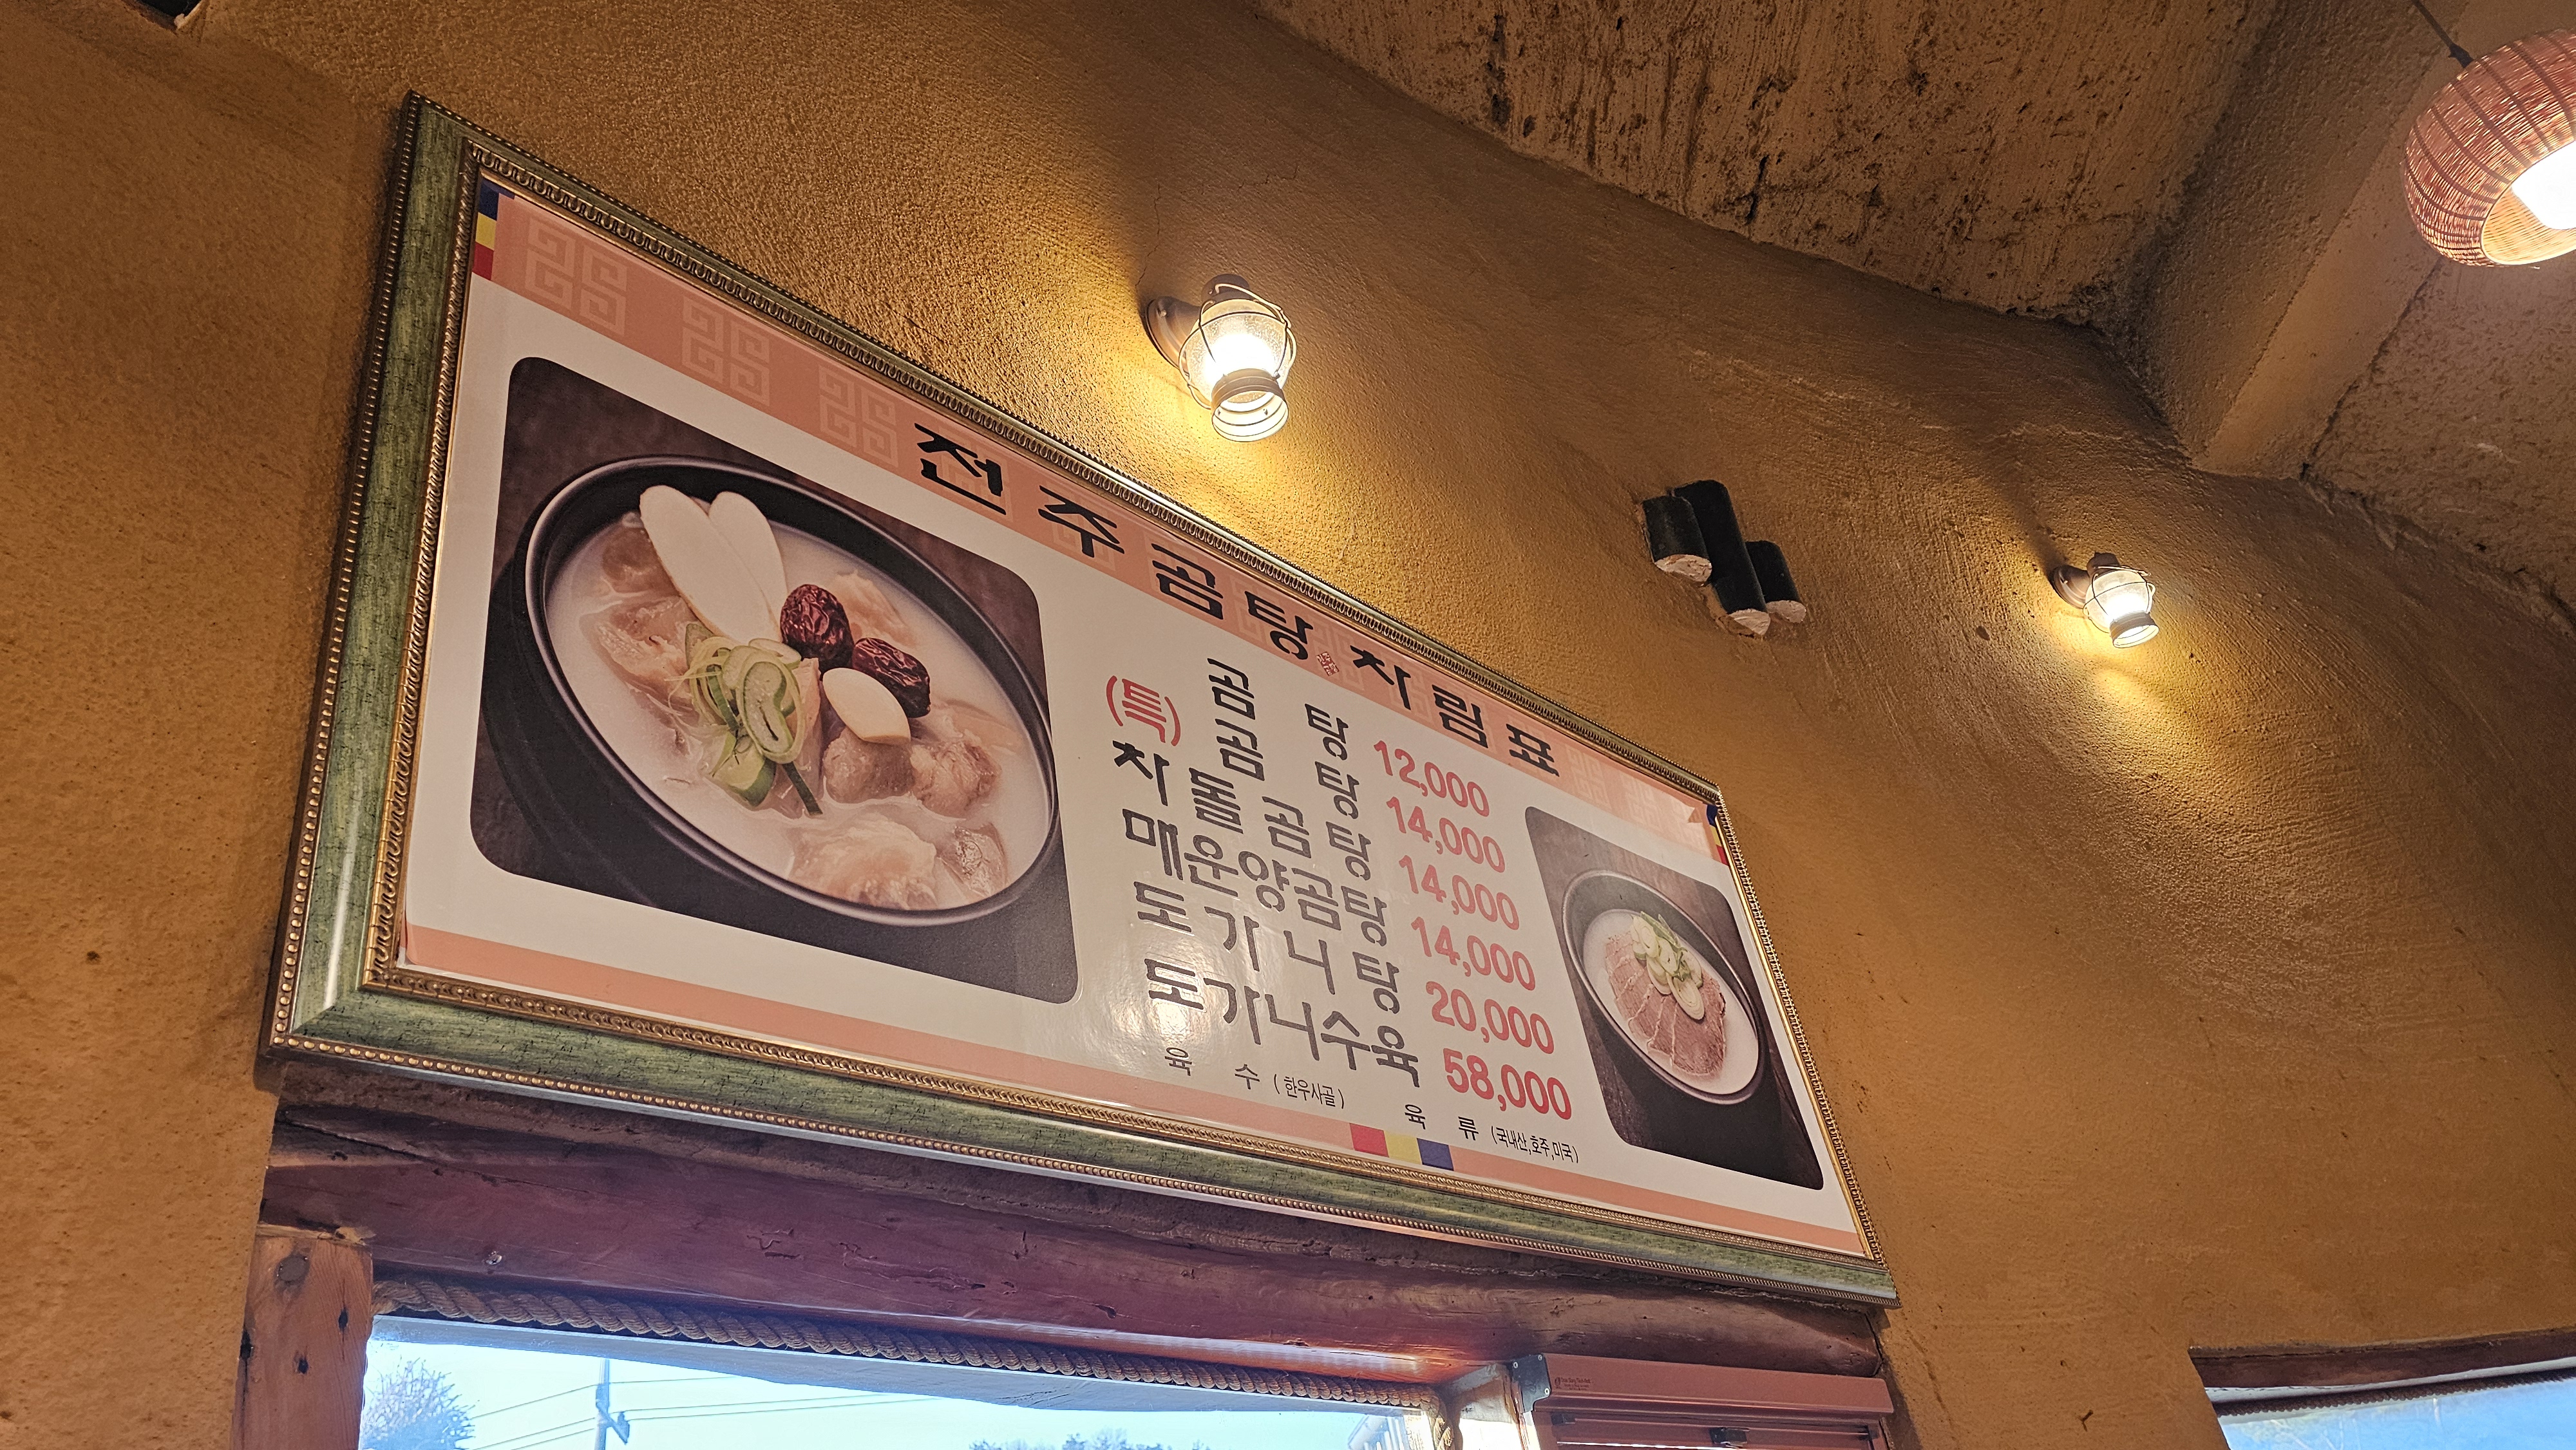 전주곰탕차림표
곰탕 12,000
(특) 곰탕 14,000
차돌곰탕 14,000
매운양곰탕 14,000
도가니탕 20,000
도가니수육 58,000
육수 (한우사골) 육류 (국내산,호주,미국)